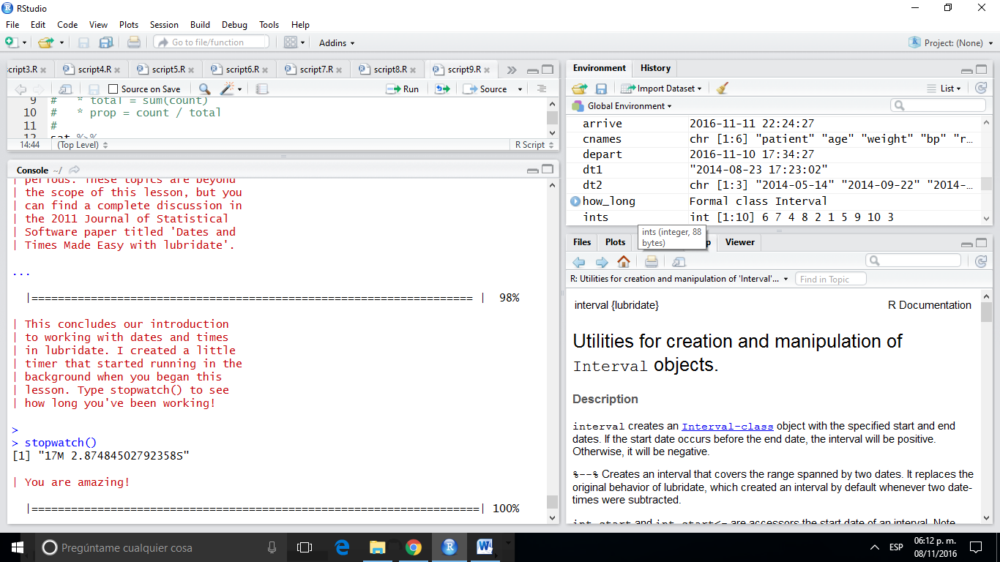 RStudio
File Edit Code View Plots Session Build Debug Tools Help
Go to file/function Addins Project: (None)
cript3.R script4.R script5.R script6.R script7.R script8.R script9.R
Source on Save Run Source
9 # * total = sum(count)
10 # * prop = count / total
11 #
12 sat %>%
14:44 (Top Level) R Script
Console ~/
| periods. These topics are beyond
| the scope of this lesson, but you
| can find a complete discussion in
| the 2011 Journal of Statistical
| Software paper titled 'Dates and
| Times Made Easy with lubridate'.
...
|=================================================================== | 98%
| This concludes our introduction
| to working with dates and times
| in lubridate. I created a little
| timer that started running in the
| background when you began this
| lesson. Type stopwatch() to see
| how long you've been working!
>
> stopwatch()
[1] "17M 2.87484502792358S"
| You are amazing!
|====================================================================| 100%
Environment History
Import Dataset List
Global Environment
arrive 2016-11-11 22:24:27
cnames chr [1:6] "patient" "age" "weight" "bp" "r…
depart 2016-11-10 17:34:27
dt1 "2014-08-23 17:23:02"
dt2 chr [1:3] "2014-05-14" "2014-09-22" "2014-…
how_long Formal class Interval
ints int [1:10] 6 7 4 8 2 1 5 9 10 3
ints (integer, 88
bytes)
Files Plots p Viewer
R: Utilities for creation and manipulation of 'Interval'... Find in Topic
interval {lubridate} R Documentation
Utilities for creation and manipulation of
Interval objects.
Description
interval creates an Interval-class object with the specified start and end
dates. If the start date occurs before the end date, the interval will be positive.
Otherwise, it will be negative.
%--% Creates an interval that covers the range spanned by two dates. It replaces the
original behavior of lubridate, which created an interval by default whenever two date-
times were subtracted.
int_start and int_start<- are accessors the start date of an interval. Note
Pregúntame cualquier cosa
ESP
06:12 p. m.
08/11/2016